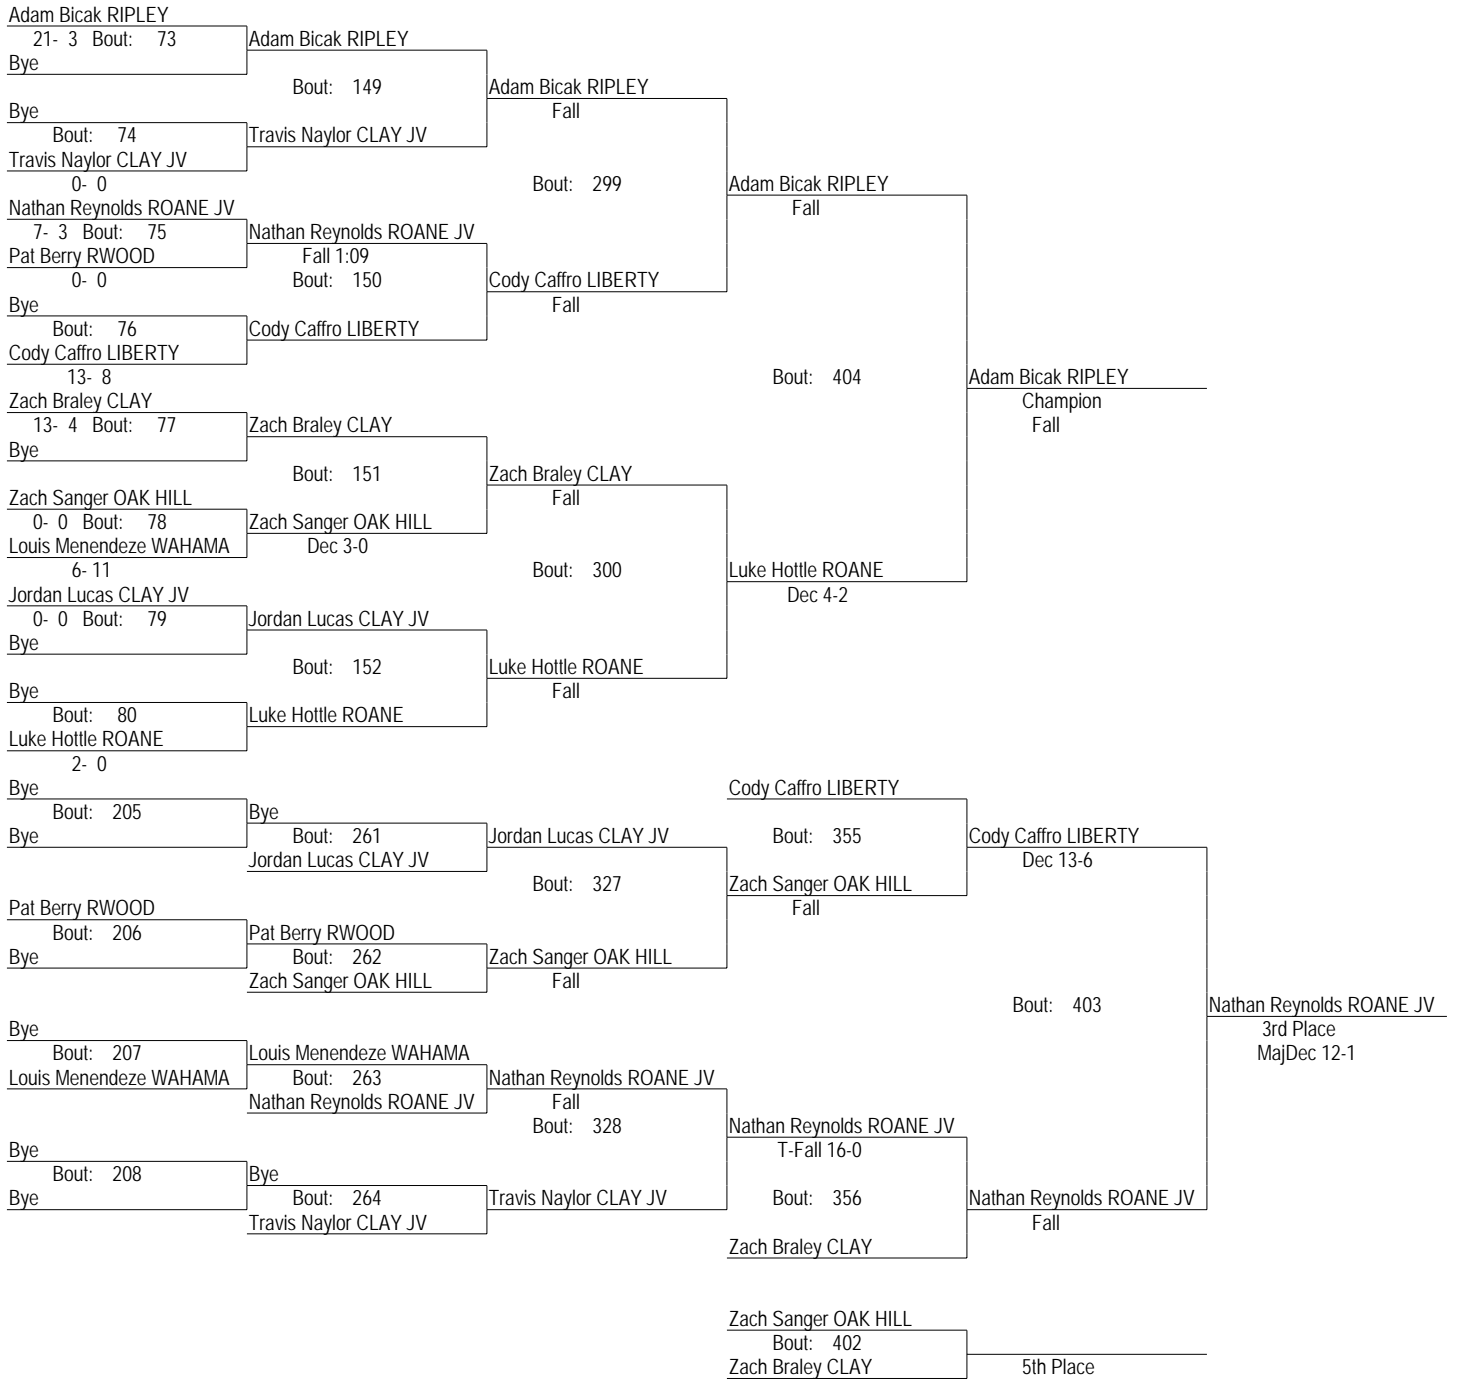 Adam Bicak RIPLEY
21- 3 Bout: 73
Adam Bicak RIPLEY
Bye
Bout: 149
Adam Bicak RIPLEY
Bye
Fall
Bout: 74
Travis Naylor CLAY JV
Travis Naylor CLAY JV
0- 0
Bout: 299
Adam Bicak RIPLEY
Nathan Reynolds ROANE JV
Fall
7- 3 Bout: 75
Nathan Reynolds ROANE JV
Pat Berry RWOOD
Fall 1:09
0- 0
Bout: 150
Cody Caffro LIBERTY
Bye
Fall
Bout: 76
Cody Caffro LIBERTY
Cody Caffro LIBERTY
13- 8
Bout: 404
Adam Bicak RIPLEY
Zach Braley CLAY
Champion
13- 4 Bout: 77
Zach Braley CLAY
Fall
Bye
Bout: 151
Zach Braley CLAY
Zach Sanger OAK HILL
Fall
0- 0 Bout: 78
Zach Sanger OAK HILL
Louis Menendeze WAHAMA
Dec 3-0
6- 11
Bout: 300
Luke Hottle ROANE
Jordan Lucas CLAY JV
Dec 4-2
0- 0 Bout: 79
Jordan Lucas CLAY JV
Bye
Bout: 152
Luke Hottle ROANE
Bye
Fall
Bout: 80
Luke Hottle ROANE
Luke Hottle ROANE
2- 0
Bye
Cody Caffro LIBERTY
Bout: 205
Bye
Bye
Bout: 261
Jordan Lucas CLAY JV
Bout: 355
Cody Caffro LIBERTY
Jordan Lucas CLAY JV
Dec 13-6
Bout: 327
Zach Sanger OAK HILL
Pat Berry RWOOD
Fall
Bout: 206
Pat Berry RWOOD
Bye
Bout: 262
Zach Sanger OAK HILL
Zach Sanger OAK HILL
Fall
Bout: 403
Nathan Reynolds ROANE JV
Bye
3rd Place
Bout: 207
Louis Menendeze WAHAMA
MajDec 12-1
Louis Menendeze WAHAMA
Bout: 263
Nathan Reynolds ROANE JV
Nathan Reynolds ROANE JV
Fall
Bout: 328
Nathan Reynolds ROANE JV
Bye
T-Fall 16-0
Bout: 208
Bye
Bye
Bout: 264
Travis Naylor CLAY JV
Bout: 356
Nathan Reynolds ROANE JV
Travis Naylor CLAY JV
Fall
Zach Braley CLAY
Zach Sanger OAK HILL
Bout: 402
Zach Braley CLAY
5th Place